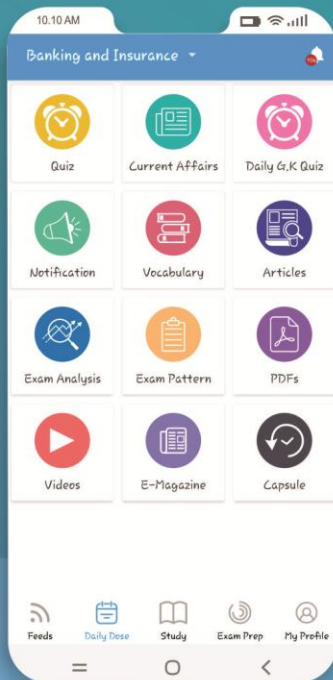 10.10 AM
Banking and Insurance
Quiz
Current Affairs
Daily G.K Quiz
Notification
Vocabulary
Articles
Exam Analysis
Exam Pattern
PDFs
Videos
E-Magazine
Capsule
Feeds
Daily Dose
Study
Exam Prep
My Profile